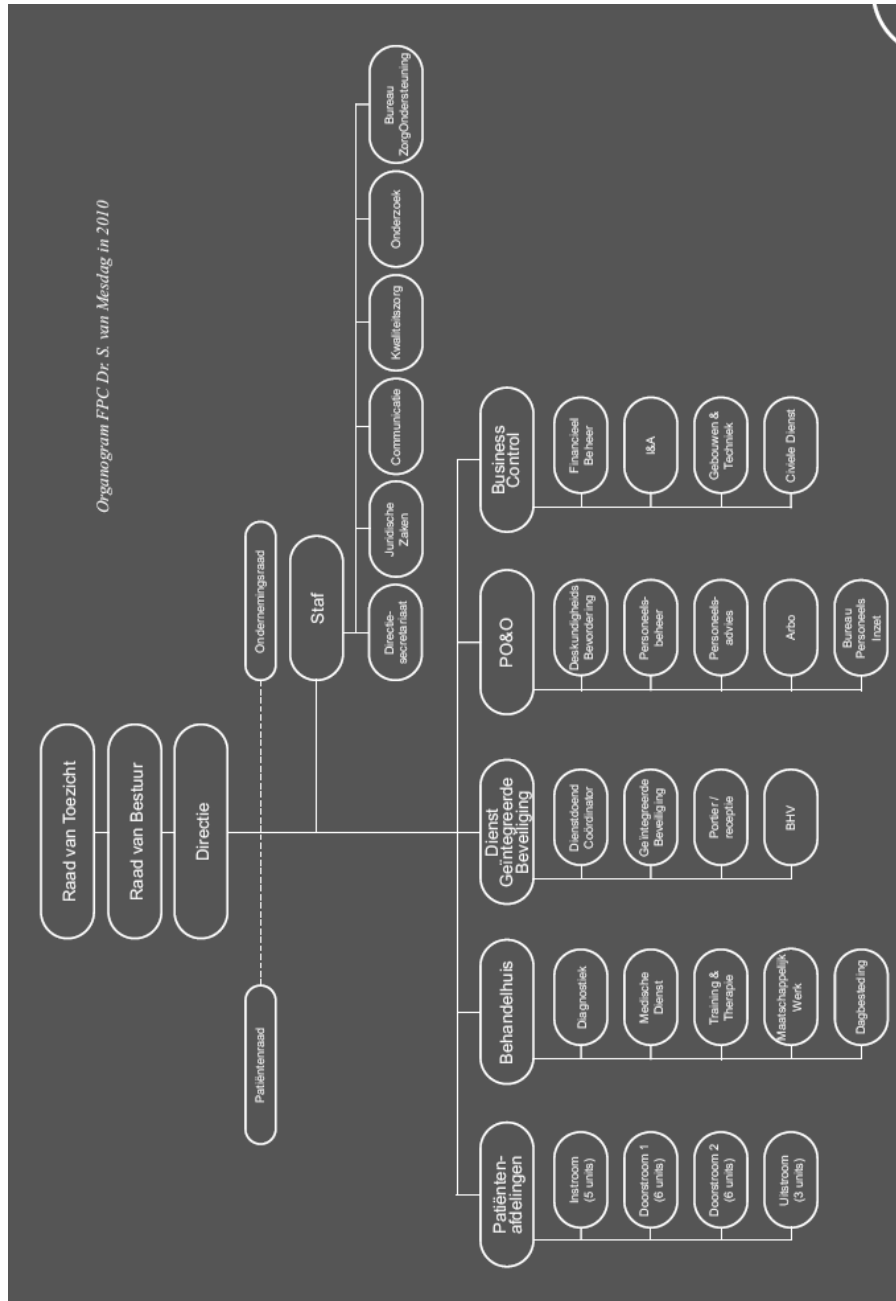 Organogram FPC Dr. S. van Mesdag in 2010
Raad van Toezicht
Raad van Bestuur
Directie
Patiëntenraad
Ondernemingsraad
Staf
Directie-
secretariaat
Juridische
Zaken
Communicatie
Kwaliteitszorg
Onderzoek
Bureau
ZorgOndersteuning
Patiënten-
afdelingen
Instroom
(5 units)
Doorstroom 1
(6 units)
Doorstroom 2
(6 units)
Uitstroom
(3 units)
Behandelhuis
Diagnostiek
Medische
Dienst
Training &
Therapie
Maatschappelijk
Werk
Dagbesteding
Dienst
Geïntegreerde
Beveiliging
Dienstdoend
Coördinator
Geïntegreerde
Beveiliging
Portier /
receptie
BHV
PO&O
Deskundigheids
Bevordering
Personeels-
beheer
Personeels-
advies
Arbo
Bureau
Personeels
Inzet
Business
Control
Financieel
Beheer
I&A
Gebouwen &
Techniek
Civiele Dienst